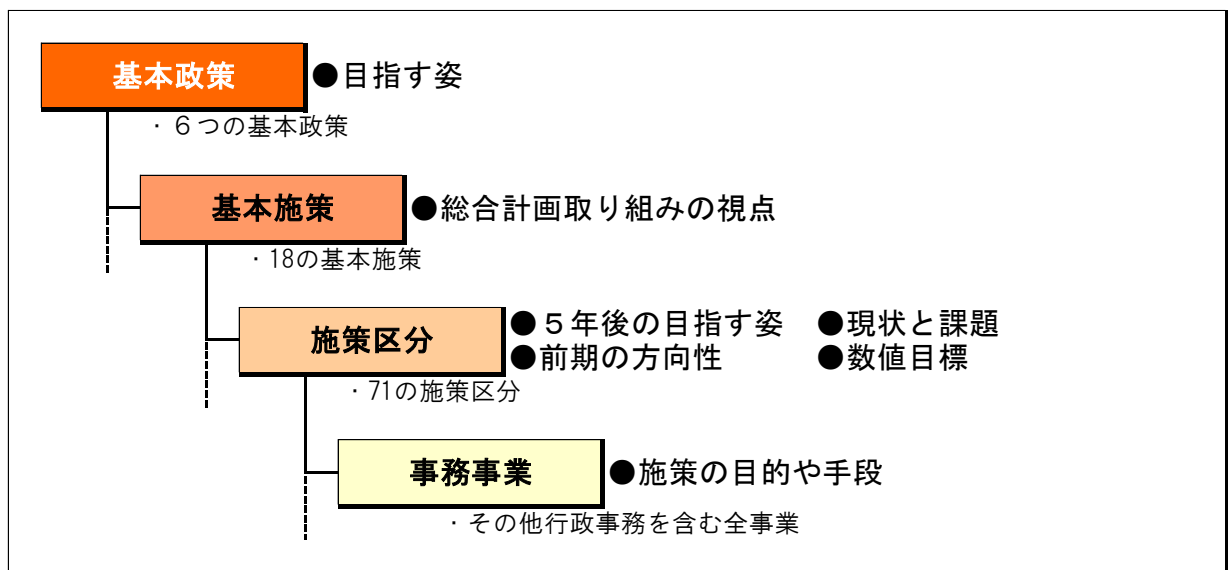 基本政策 ●目指す姿
・６つの基本政策
基本施策 ●総合計画取り組みの視点
・18の基本施策
施策区分 ●５年後の目指す姿 ●現状と課題
●前期の方向性 ●数値目標
・71の施策区分
事務事業 ●施策の目的や手段
・その他行政事務を含む全事業